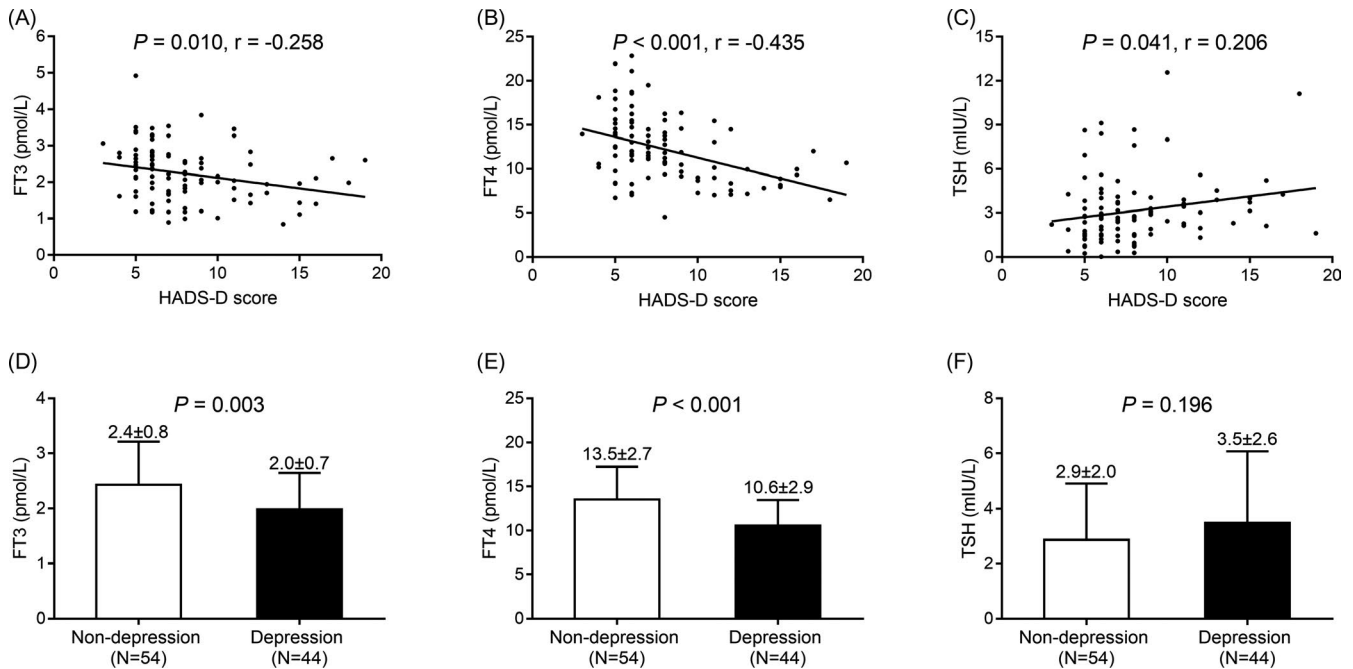 (A)
P = 0.010, r = -0.258
6
5
4
3
2
1
0
FT3 (pmol/L)
0 5 10 15 20
HADS-D score
(B)
P < 0.001, r = -0.435
25
20
15
10
5
0
FT4 (pmol/L)
0 5 10 15 20
HADS-D score
(C)
P = 0.041, r = 0.206
15
12
9
6
3
0
TSH (mIU/L)
0 5 10 15 20
HADS-D score
(D)
P = 0.003
4
3
2
1
0
FT3 (pmol/L)
2.4±0.8
2.0±0.7
Non-depression Depression
(N=54) (N=44)
(E)
P < 0.001
25
20
15
10
5
0
FT4 (pmol/L)
13.5±2.7
10.6±2.9
Non-depression Depression
(N=54) (N=44)
(F)
P = 0.196
8
6
4
2
0
TSH (mIU/L)
2.9±2.0
3.5±2.6
Non-depression Depression
(N=54) (N=44)